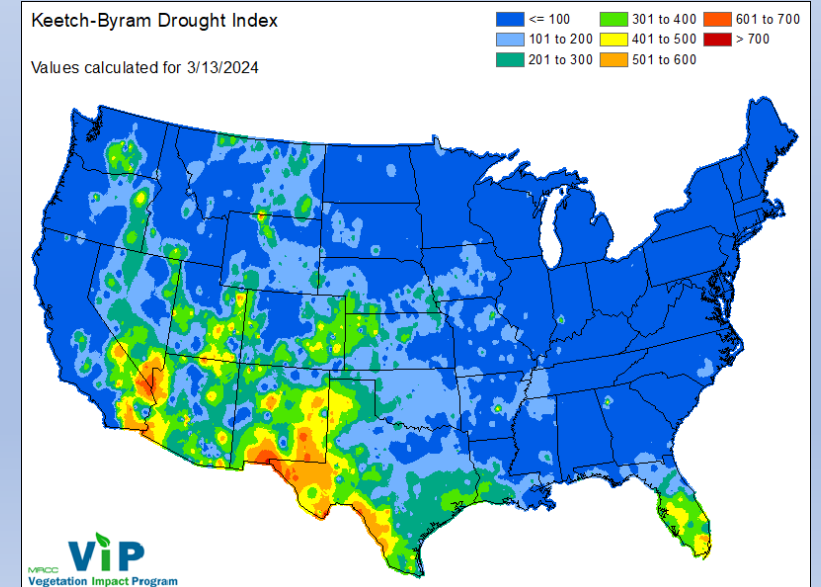 Keetch-Byram Drought Index
Values calculated for 3/13/2024
<= 100
101 to 200
201 to 300
301 to 400
401 to 500
501 to 600
601 to 700
> 700
MRCC
ViP
Vegetation Impact Program